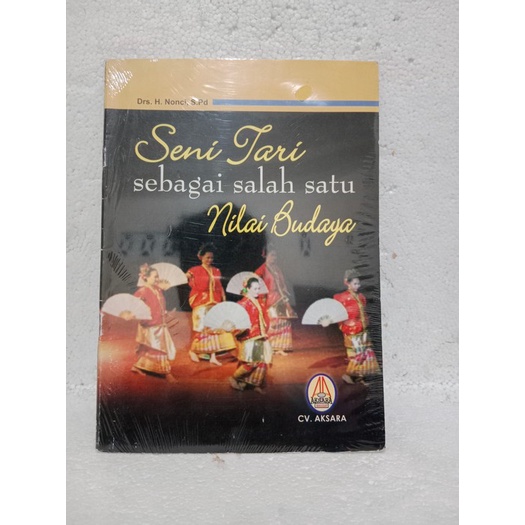 Drs. H. Nonci, S.Pd
Seni Tari
sebagai salah satu
Nilai Budaya
CV. AKSARA